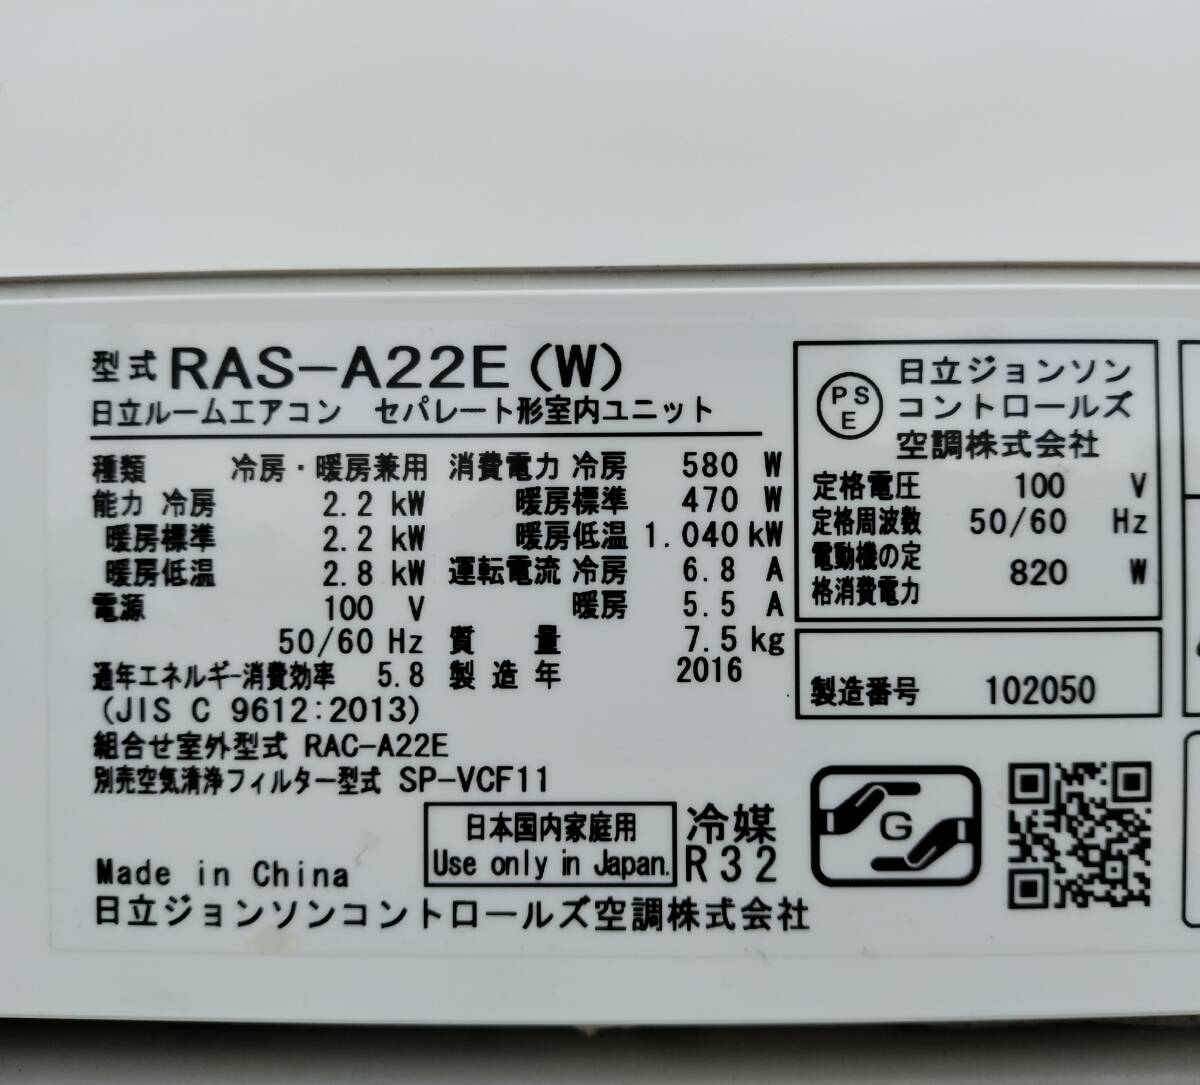 型式 RAS-A22E(W)
日立ルームエアコン セパレート形室内ユニット
種類 冷房・暖房兼用
能力 冷房 2.2 kW
暖房標準 2.2 kW
暖房低温 2.8 kW
電源 100 V
50/60 Hz
通年エネルギー消費効率 5.8
(JIS C 9612:2013)
組合せ室外型式 RAC-A22E
別売空気清浄フィルター型式 SP-VCF11
消費電力 冷房 580 W
暖房標準 470 W
暖房低温 1.040 kW
運転電流 冷房 6.8 A
暖房 5.5 A
質量 7.5 kg
製造年 2016
日本国内家庭用
Use only in Japan.
冷媒
R32
Made in China
日立ジョンソンコントロールズ空調株式会社
PS
E
日立ジョンソン
コントロールズ
空調株式会社
定格電圧 100 V
定格周波数 50/60 Hz
電動機の定
格消費電力 820 W
製造番号 102050
G